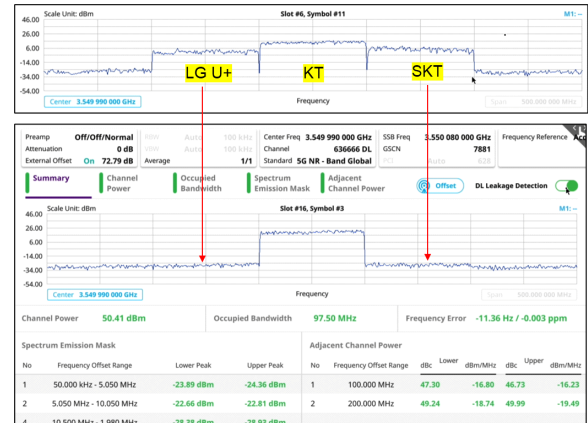 Scale Unit: dBm Slot #6, Symbol #11 M1: --
46.00
26.00
6.00
-14.00
-34.00
-54.00
LG U+ KT SKT
Center 3.549 990 000 GHz Frequency Span 500.000 000 MHz
Preamp Off/Off/Normal RBW Auto 100 kHz Center Freq 3.549 990 000 GHz SSB Freq 3.550 080 000 GHz Frequency Reference
Attenuation 0 dB VBW Auto 100 kHz Channel 636666 DL GSCN 7881
External Offset On 72.79 dB Average 1/1 Standard 5G NR - Band Global PCI Auto
Summary Channel Power Occupied Bandwidth Spectrum Emission Mask Adjacent Channel Power Offset DL Leakage Detection
Scale Unit: dBm Slot #16, Symbol #3 M1: --
46.00
26.00
6.00
-14.00
-34.00
-54.00
Center 3.549 990 000 GHz Frequency Span 500.000 000 MHz
Channel Power 50.41 dBm Occupied Bandwidth 97.50 MHz Frequency Error -11.36 Hz / -0.003 ppm
Spectrum Emission Mask Adjacent Channel Power
No Frequency Offset Range Lower Peak Upper Peak No Frequency Offset Range dBc Lower dBm/MHz dBc Upper dBm/MHz
1 50.000 kHz - 5.050 MHz -23.89 dBm -24.36 dBm 1 100.000 MHz 47.30 -16.80 46.73 -16.23
2 5.050 MHz - 10.050 MHz -22.66 dBm -22.81 dBm 2 200.000 MHz 49.24 -18.74 49.99 -19.49